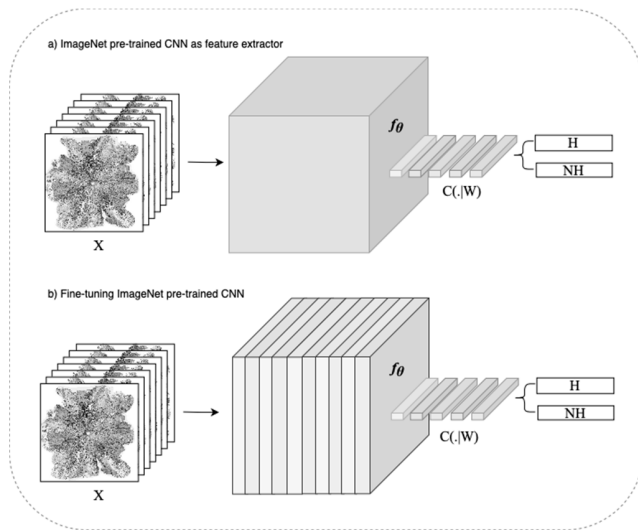 a) ImageNet pre-trained CNN as feature extractor
fθ
H
NH
C(.|W)
X
b) Fine-tuning ImageNet pre-trained CNN
fθ
H
NH
C(.|W)
X